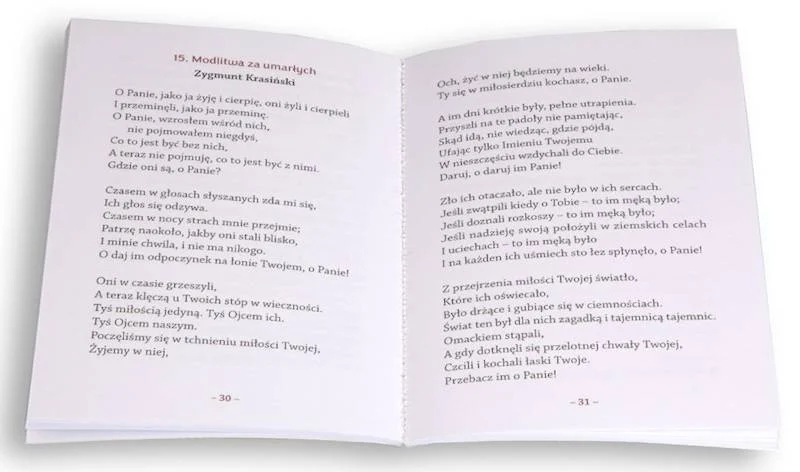 15. Modlitwa za umarłych
Zygmunt Krasiński
O Panie, jako ja żyję i cierpię, oni żyli i cierpieli
I przeminęli, jako ja przeminę.
O Panie, wzrosłem wśród nich,
nie pojmowałem niegdyś,
Co to jest być bez nich,
A teraz nie pojmuję, co to jest być z nimi.
Gdzie oni są, o Panie?
Czasem w głosach słyszanych zda mi się,
Ich głos się odzywa.
Czasem w nocy strach mnie przejmie;
Patrzę naokoło, jakby oni stali blisko,
I minie chwila, i nie ma nikogo.
O daj im odpoczynek na łonie Twojem, o Panie!
Oni w czasie grzeszyli,
A teraz klęczą u Twoich stóp w wieczności.
Tyś miłością jedyną. Tyś Ojcem ich.
Tyś Ojcem naszym.
Poczęliśmy się w tchnieniu miłości Twojej,
Żyjemy w niej,
– 30 –
Och, żyć w niej będziemy na wieki.
Ty się w miłosierdziu kochasz, o Panie.
A im dni krótkie były, pełne utrapienia.
Przyszli na te padoły nie pamiętając,
Skąd idą, nie wiedząc, gdzie pójdą,
Ufając tylko Imieniu Twojemu
W nieszczęściu wzdychali do Ciebie.
Daruj, o daruj im Panie!
Zło ich otaczało, ale nie było w ich sercach.
Jeśli zwątpili kiedy o Tobie – to im męką było;
Jeśli doznali rozkoszy – to im męką było;
Jeśli nadzieję swoją położyli w ziemskich celach
I uciechach – to im męką było
I na każden ich uśmiech sto łez spłynęło, o Panie!
Z przejrzenia miłości Twojej światło,
Które ich oświecało,
Było drżące i gubiące się w ciemnościach.
Świat ten był dla nich zagadką i tajemnicą tajemnic.
Omackiem stąpali,
A gdy dotknęli się przelotnej chwały Twojej,
Czcili i kochali łaski Twoje.
Przebacz im o Panie!
– 31 –